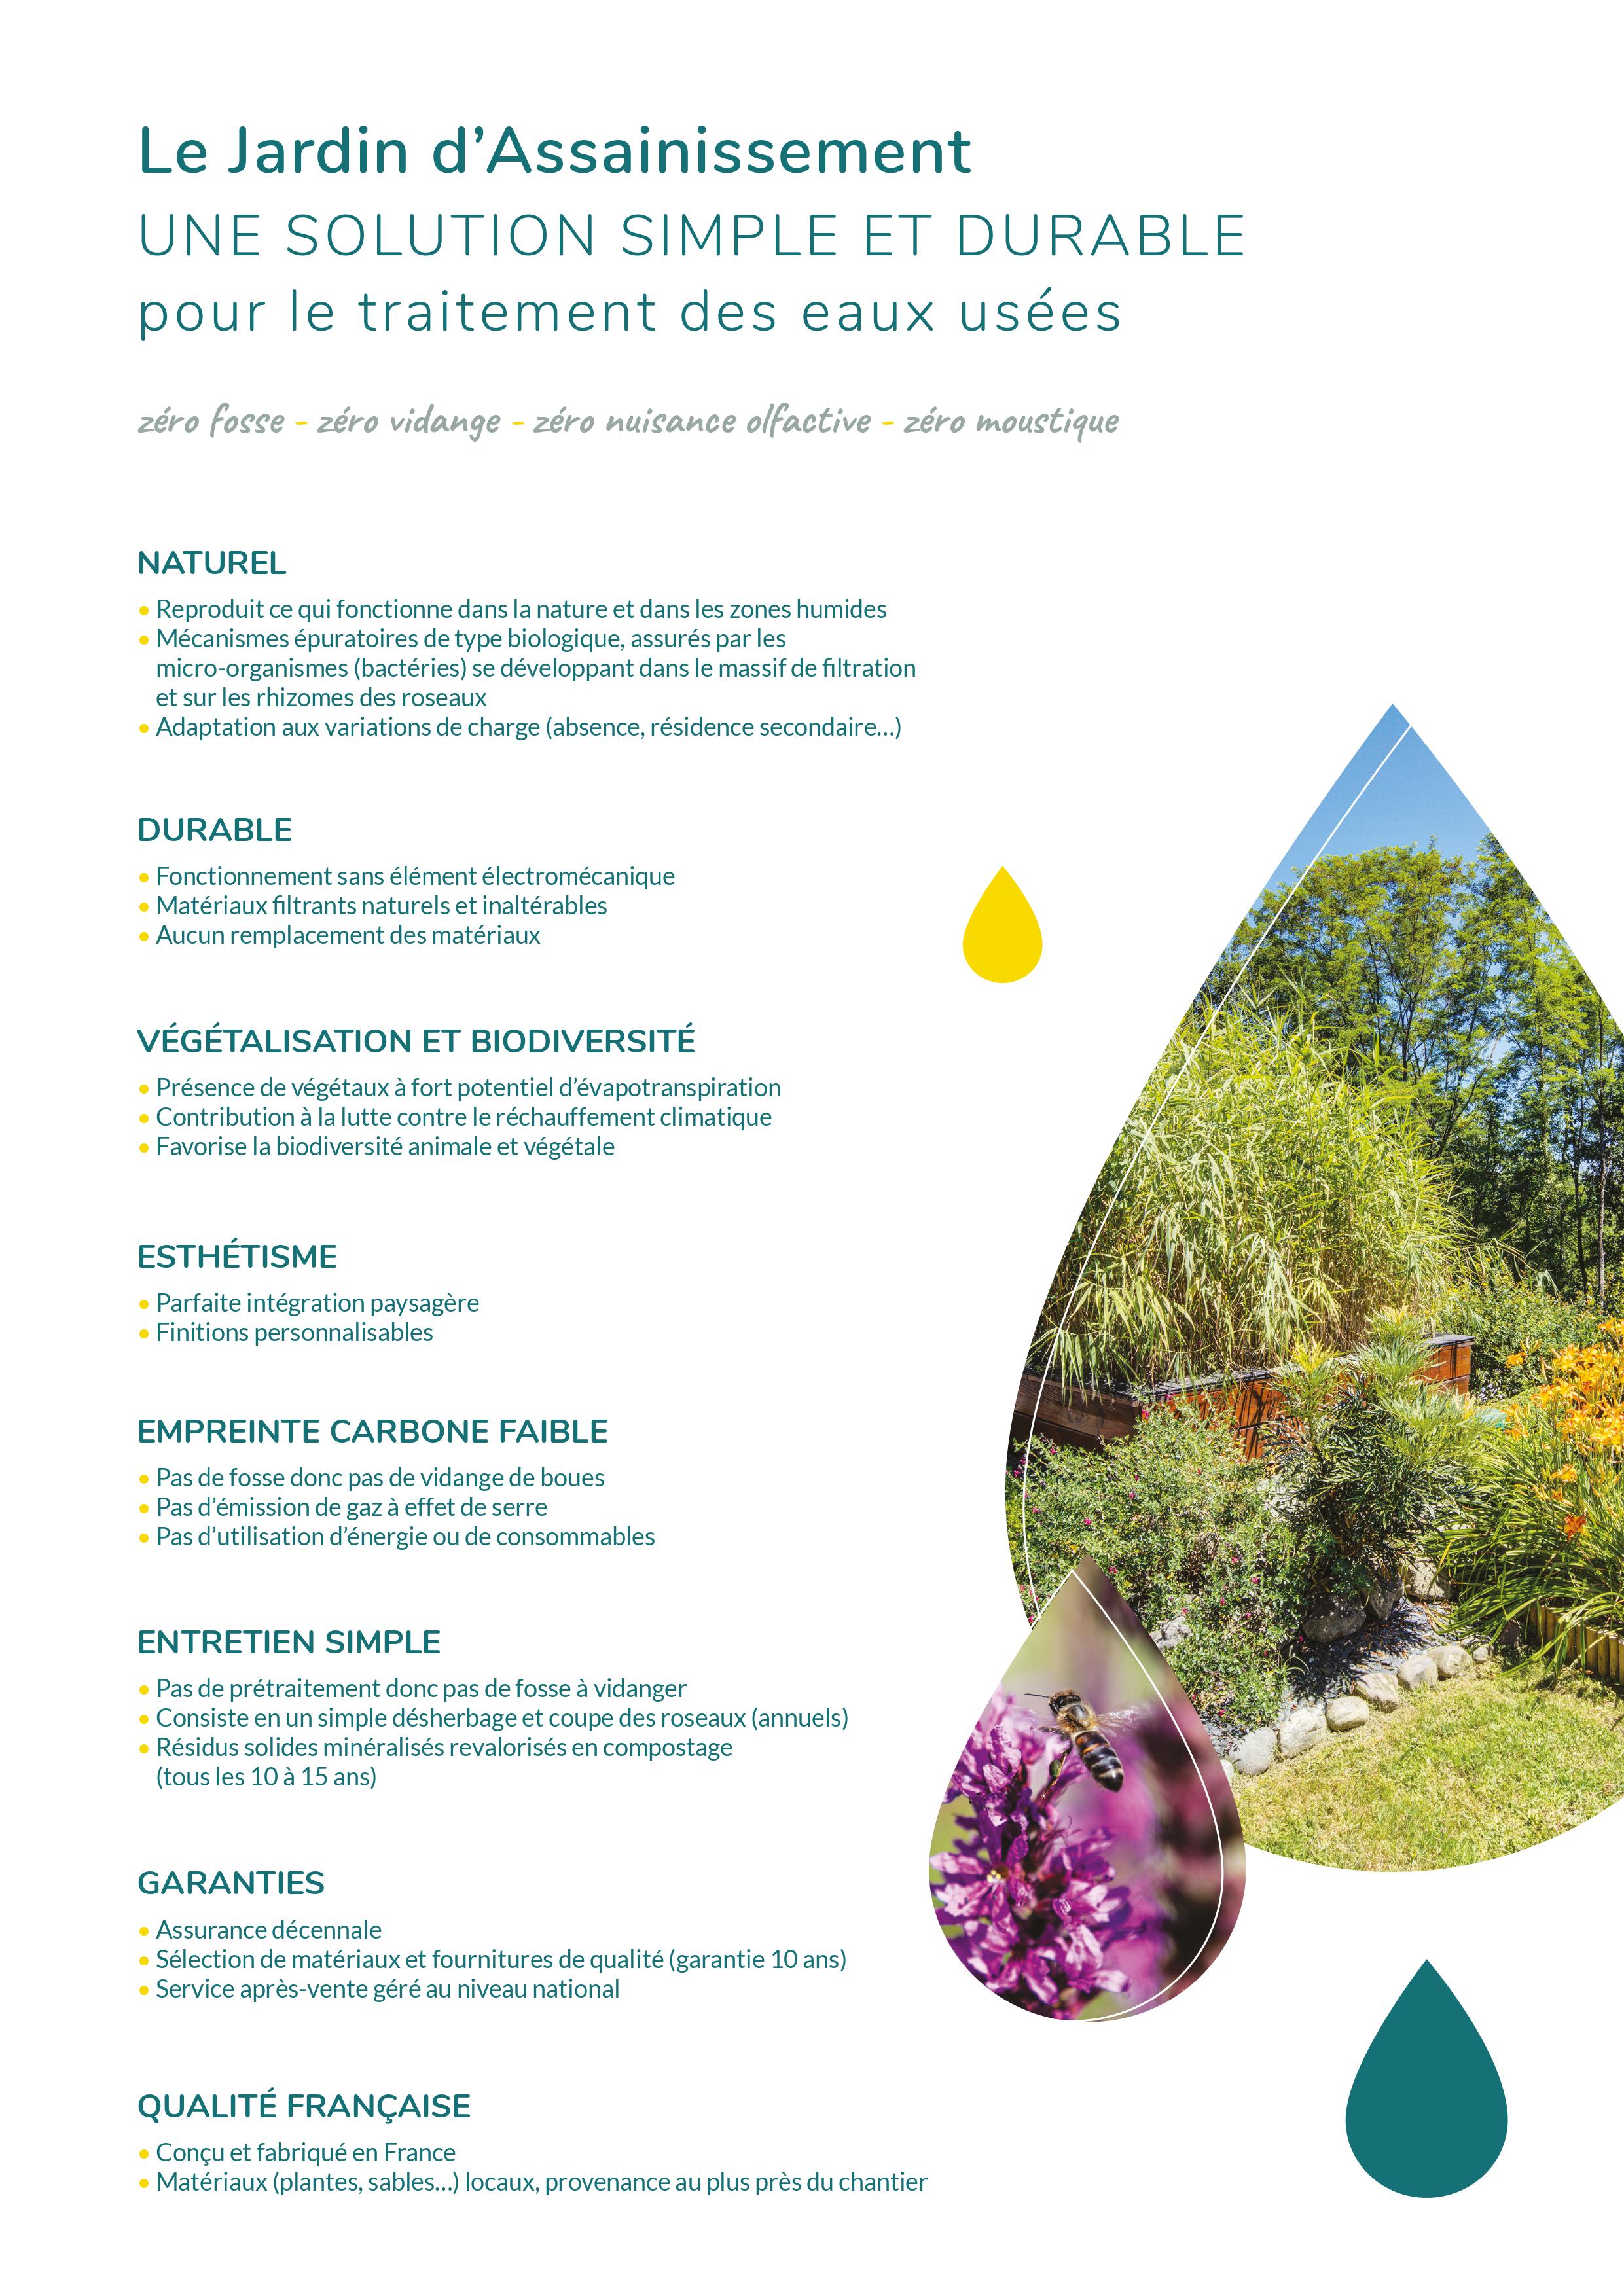 Le Jardin d’Assainissement
UNE SOLUTION SIMPLE ET DURABLE
pour le traitement des eaux usées
zéro fosse - zéro vidange - zéro nuisance olfactive - zéro moustique
NATUREL
• Reproduit ce qui fonctionne dans la nature et dans les zones humides
• Mécanismes épuratoires de type biologique, assurés par les
micro-organismes (bactéries) se développant dans le massif de filtration
et sur les rhizomes des roseaux
• Adaptation aux variations de charge (absence, résidence secondaire...)
DURABLE
• Fonctionnement sans élément électromécanique
• Matériaux filtrants naturels et inaltérables
• Aucun remplacement des matériaux
VÉGÉTALISATION ET BIODIVERSITÉ
• Présence de végétaux à fort potentiel d’évapotranspiration
• Contribution à la lutte contre le réchauffement climatique
• Favorise la biodiversité animale et végétale
ESTHÉTISME
• Parfaite intégration paysagère
• Finitions personnalisables
EMPREINTE CARBONE FAIBLE
• Pas de fosse donc pas de vidange de boues
• Pas d’émission de gaz à effet de serre
• Pas d’utilisation d’énergie ou de consommables
ENTRETIEN SIMPLE
• Pas de prétraitement donc pas de fosse à vidanger
• Consiste en un simple désherbage et coupe des roseaux (annuels)
• Résidus solides minéralisés revalorisés en compostage
(tous les 10 à 15 ans)
GARANTIES
• Assurance décennale
• Sélection de matériaux et fournitures de qualité (garantie 10 ans)
• Service après-vente géré au niveau national
QUALITÉ FRANÇAISE
• Conçu et fabriqué en France
• Matériaux (plantes, sables...) locaux, provenance au plus près du chantier